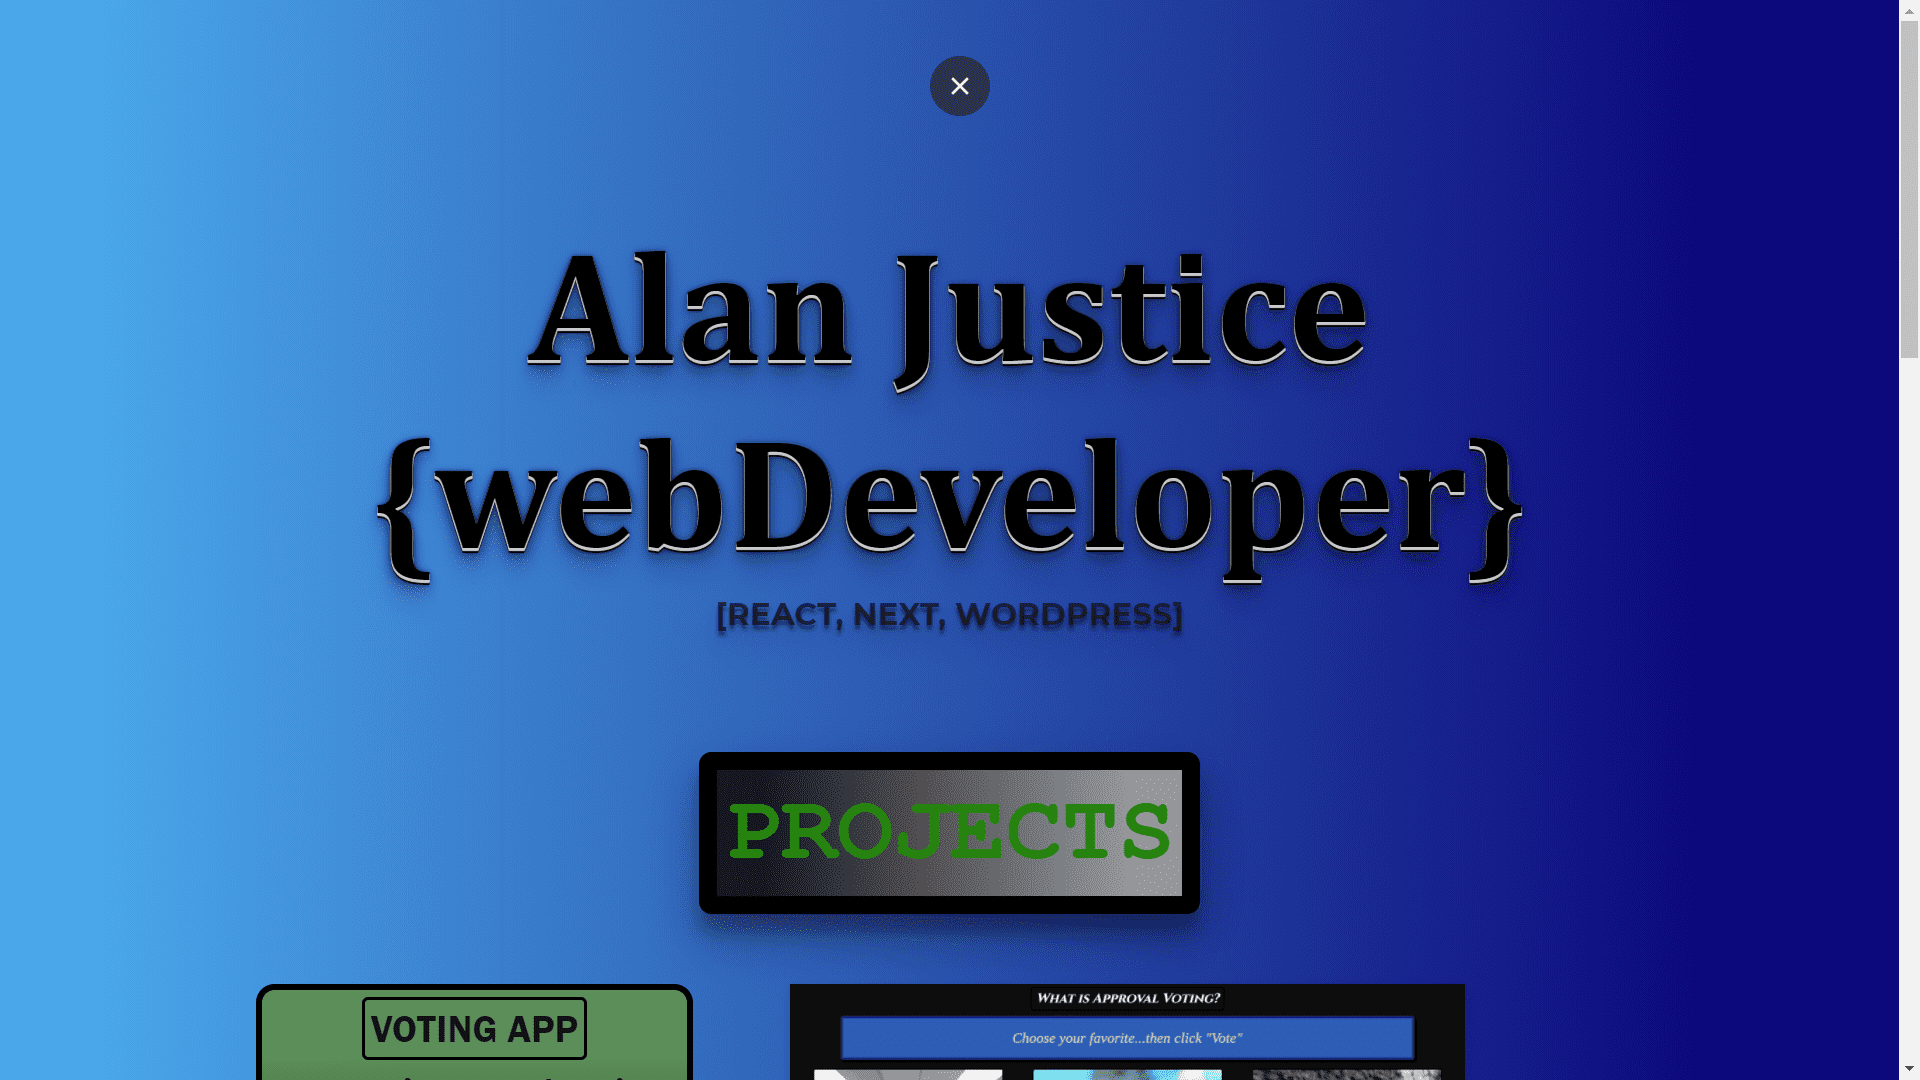 Alan Justice
{webDeveloper}
[REACT, NEXT, WORDPRESS]
PROJECTS
VOTING APP
WHAT IS APPROVAL VOTING?
Choose your favorite...then click "Vote"